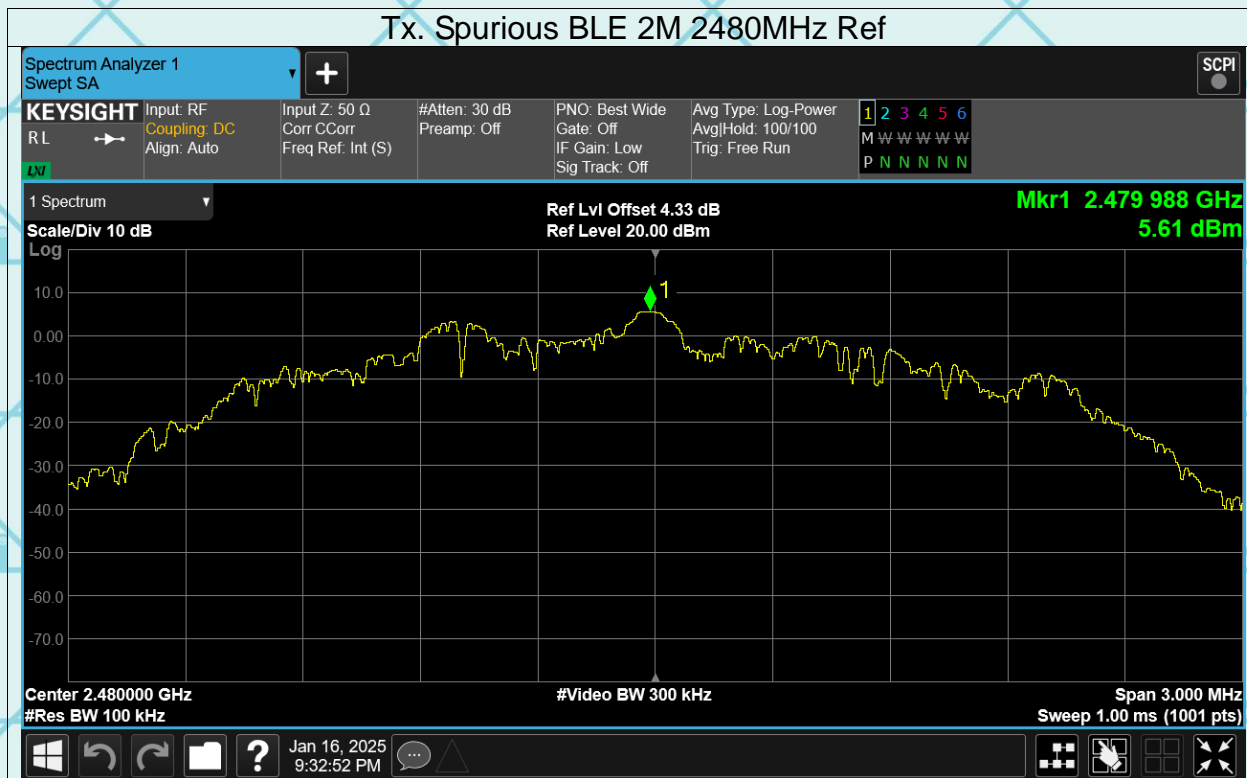 Tx. Spurious BLE 2M 2480MHz Ref
Spectrum Analyzer 1
Swept SA
+
SCPI
KEYSIGHT
R L
LXI
Input: RF
Coupling: DC
Align: Auto
Input Z: 50 Ω
Corr CCorr
Freq Ref: Int (S)
#Atten: 30 dB
Preamp: Off
PNO: Best Wide
Gate: Off
IF Gain: Low
Sig Track: Off
Avg Type: Log-Power
Avg|Hold: 100/100
Trig: Free Run
1 2 3 4 5 6
M W W W W W W
P N N N N N N
1 Spectrum
Scale/Div 10 dB
Ref Lvl Offset 4.33 dB
Ref Level 20.00 dBm
Mkr1 2.479 988 GHz
5.61 dBm
Log
1
10.0
0.00
-10.0
-20.0
-30.0
-40.0
-50.0
-60.0
-70.0
Center 2.480000 GHz
#Res BW 100 kHz
#Video BW 300 kHz
Span 3.000 MHz
Sweep 1.00 ms (1001 pts)
?
Jan 16, 2025
9:32:52 PM